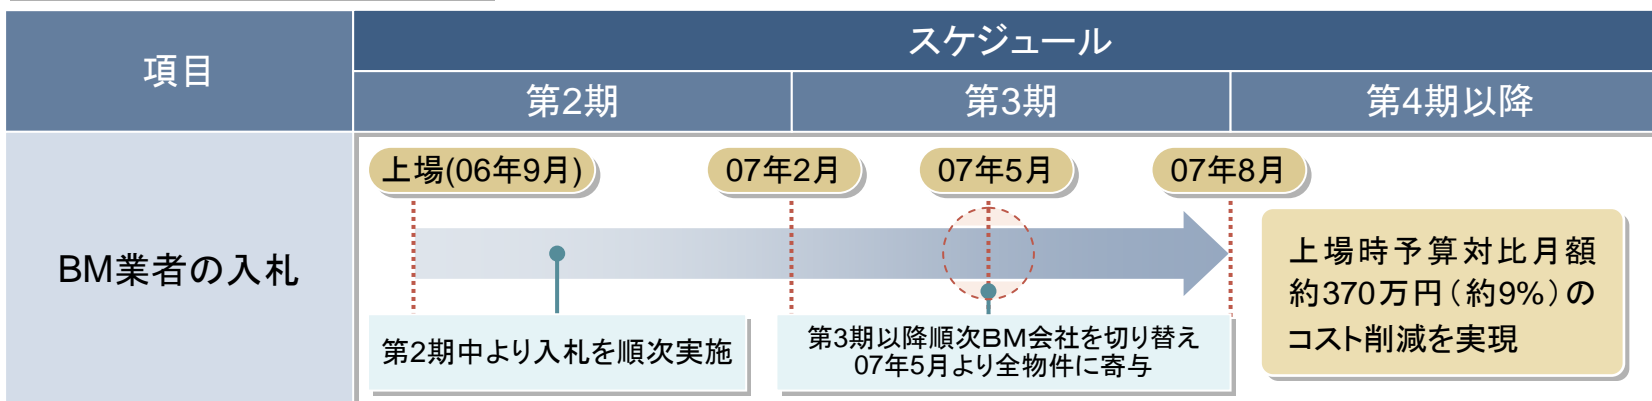 項目
スケジュール
第2期
第3期
第4期以降
BM業者の入札
上場(06年9月)
07年2月
07年5月
07年8月
第2期中より入札を順次実施
第3期以降順次BM会社を切り替え
07年5月より全物件に寄与
上場時予算対比月額
約370万円(約9%)の
コスト削減を実現